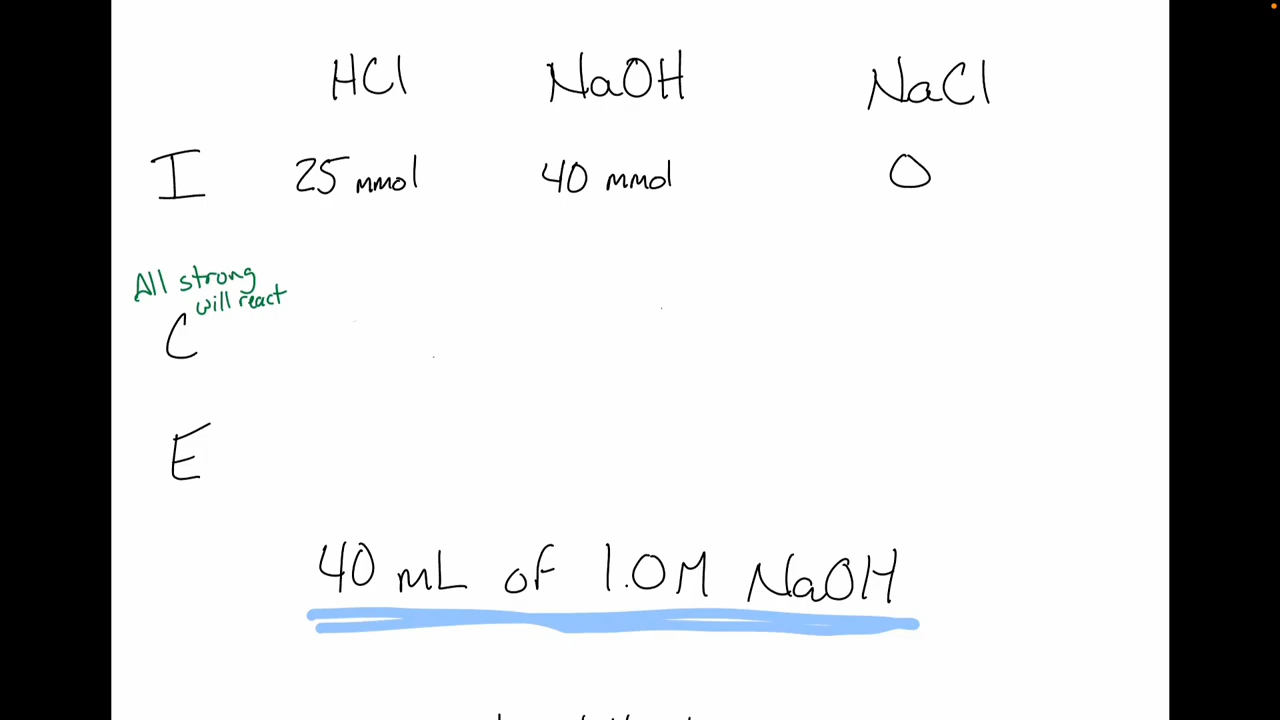 HCl NaOH NaCl
I 25 mmol 40 mmol 0
All strong
will react
C
E
40 mL of 1.0M NaOH